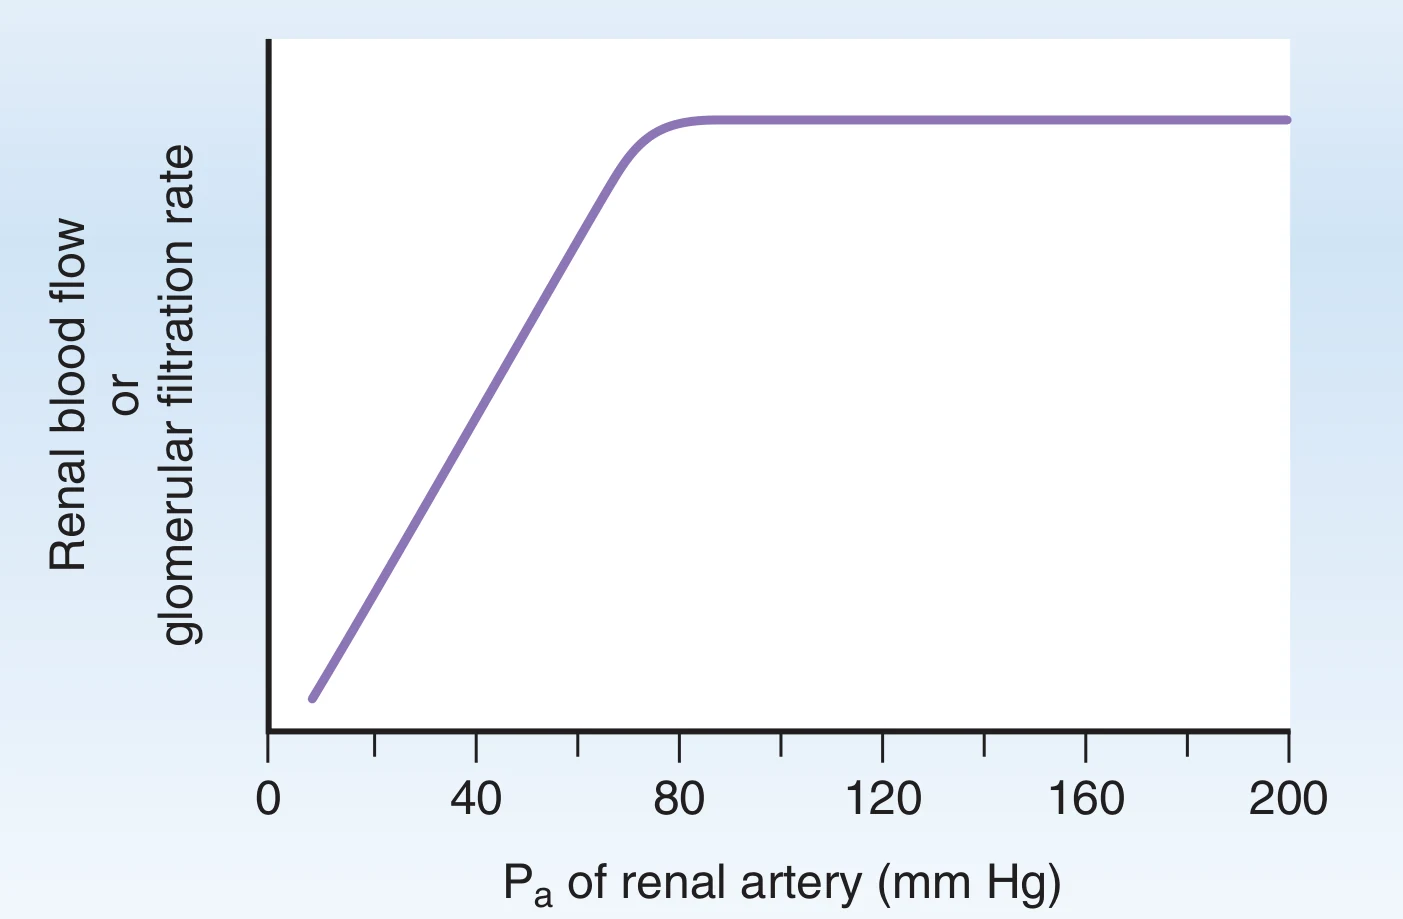 Renal blood flow
or
glomerular filtration rate
0 40 80 120 160 200
Pₐ of renal artery (mm Hg)